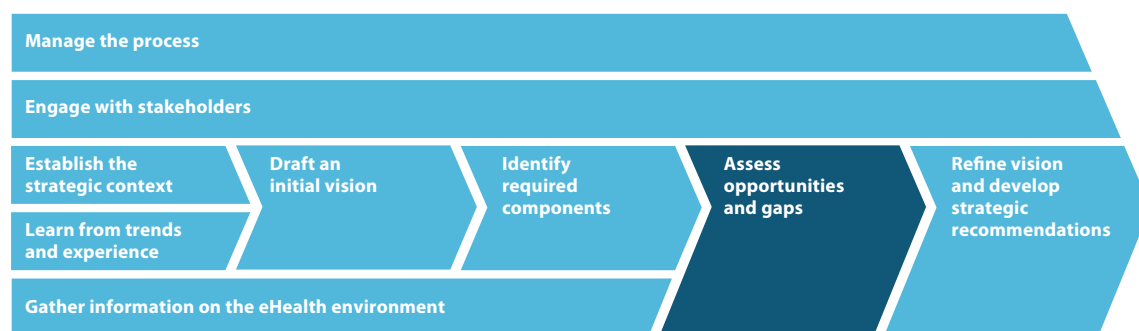 Manage the process
Engage with stakeholders
Establish the
strategic context
Learn from trends
and experience
Draft an
initial vision
Identify
required
components
Assess
opportunities
and gaps
Refine vision
and develop
strategic
recommendations
Gather information on the eHealth environment